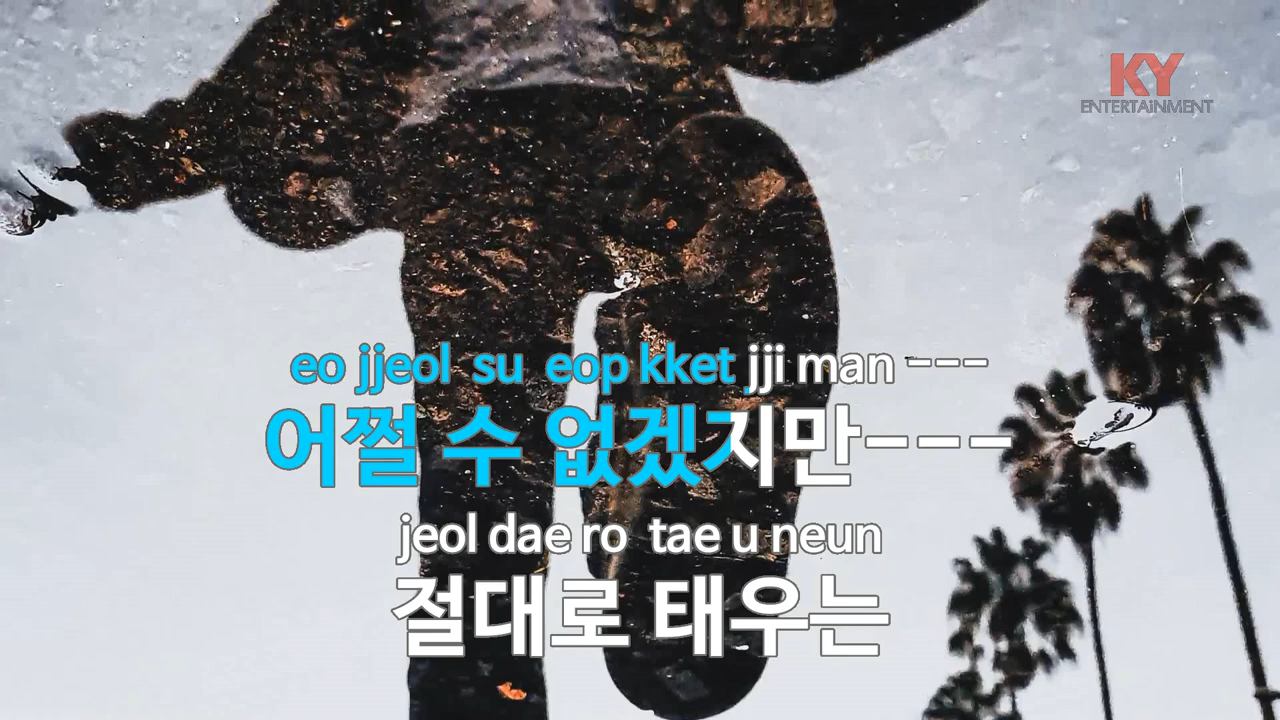 KY
ENTERTAiNMENT
eo jjeol su eop kket jji man ---
어쩔 수 없겠지만---
jeol dae ro tae u neun
절대로 태우는